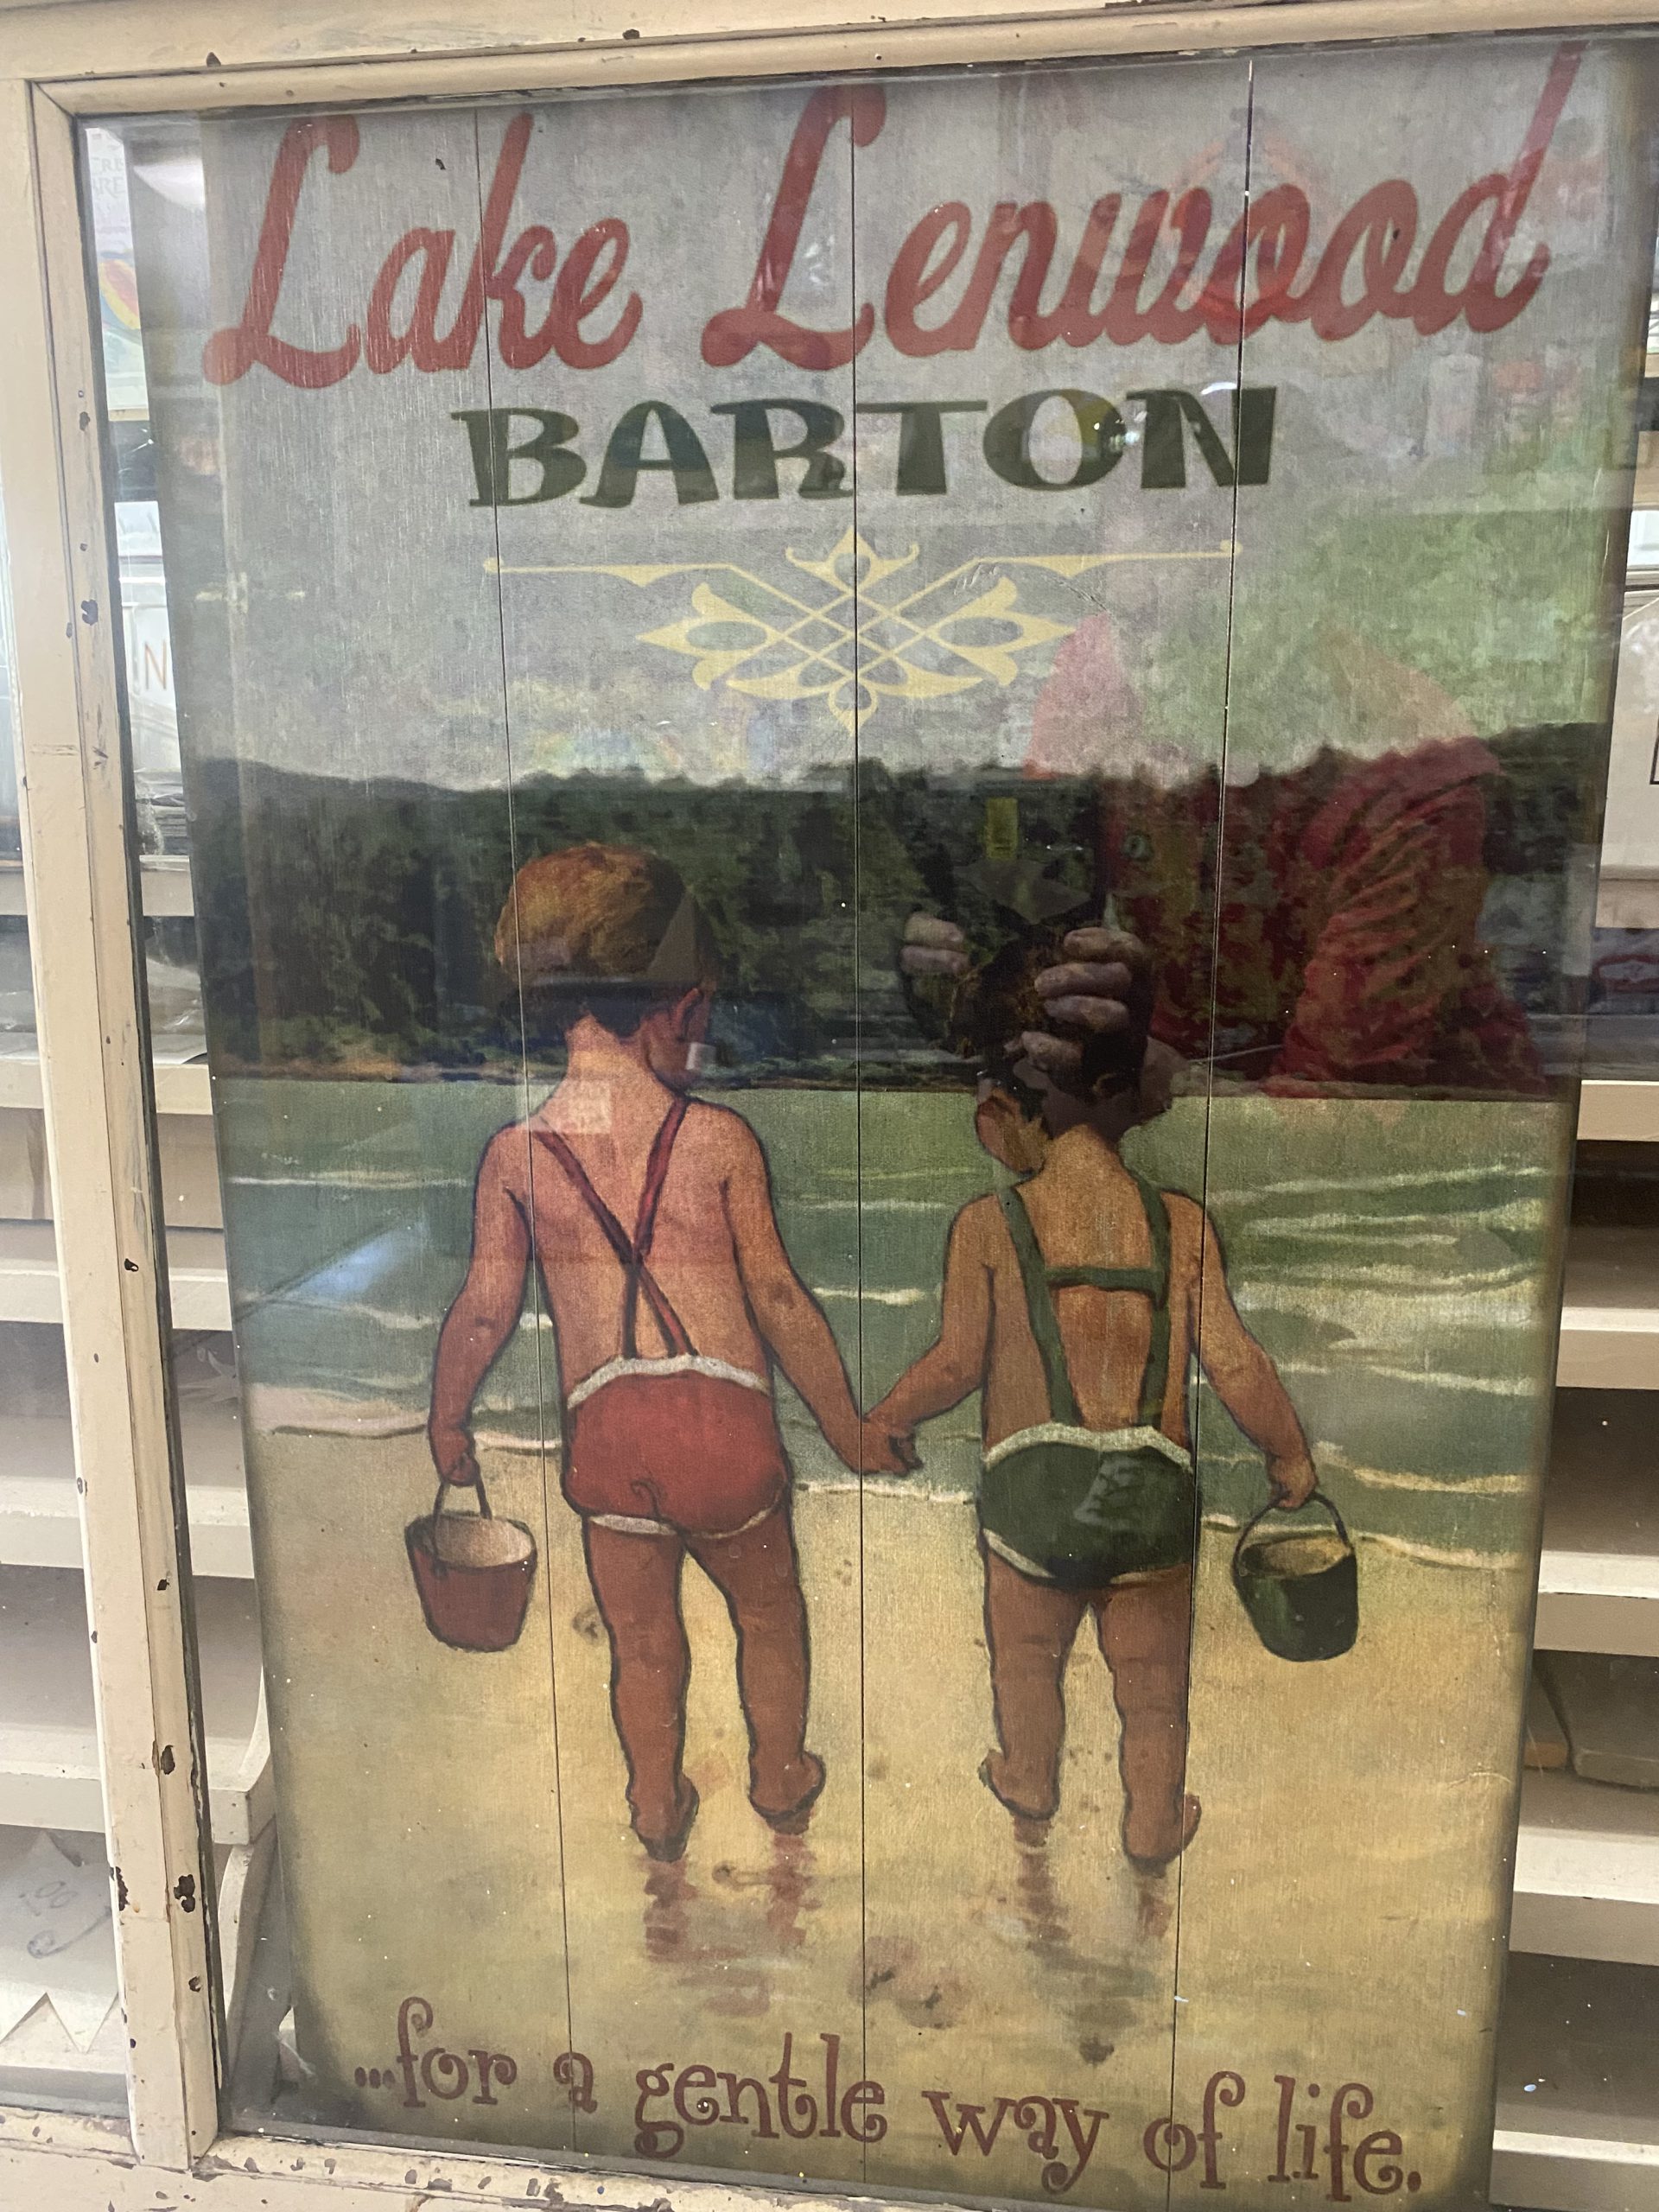 Lake Lenwood
BARTON
...for a gentle way of life.